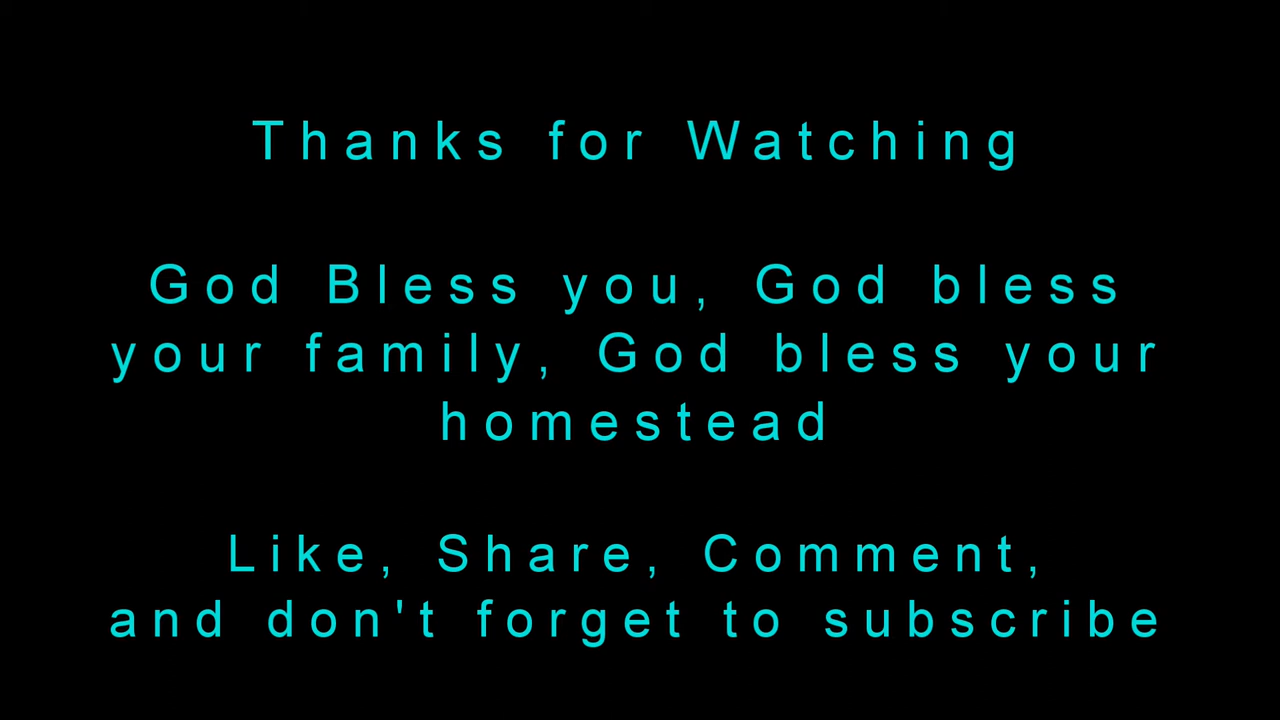 Thanks for Watching
God Bless you, God bless
your family, God bless your
homestead
Like, Share, Comment,
and don't forget to subscribe